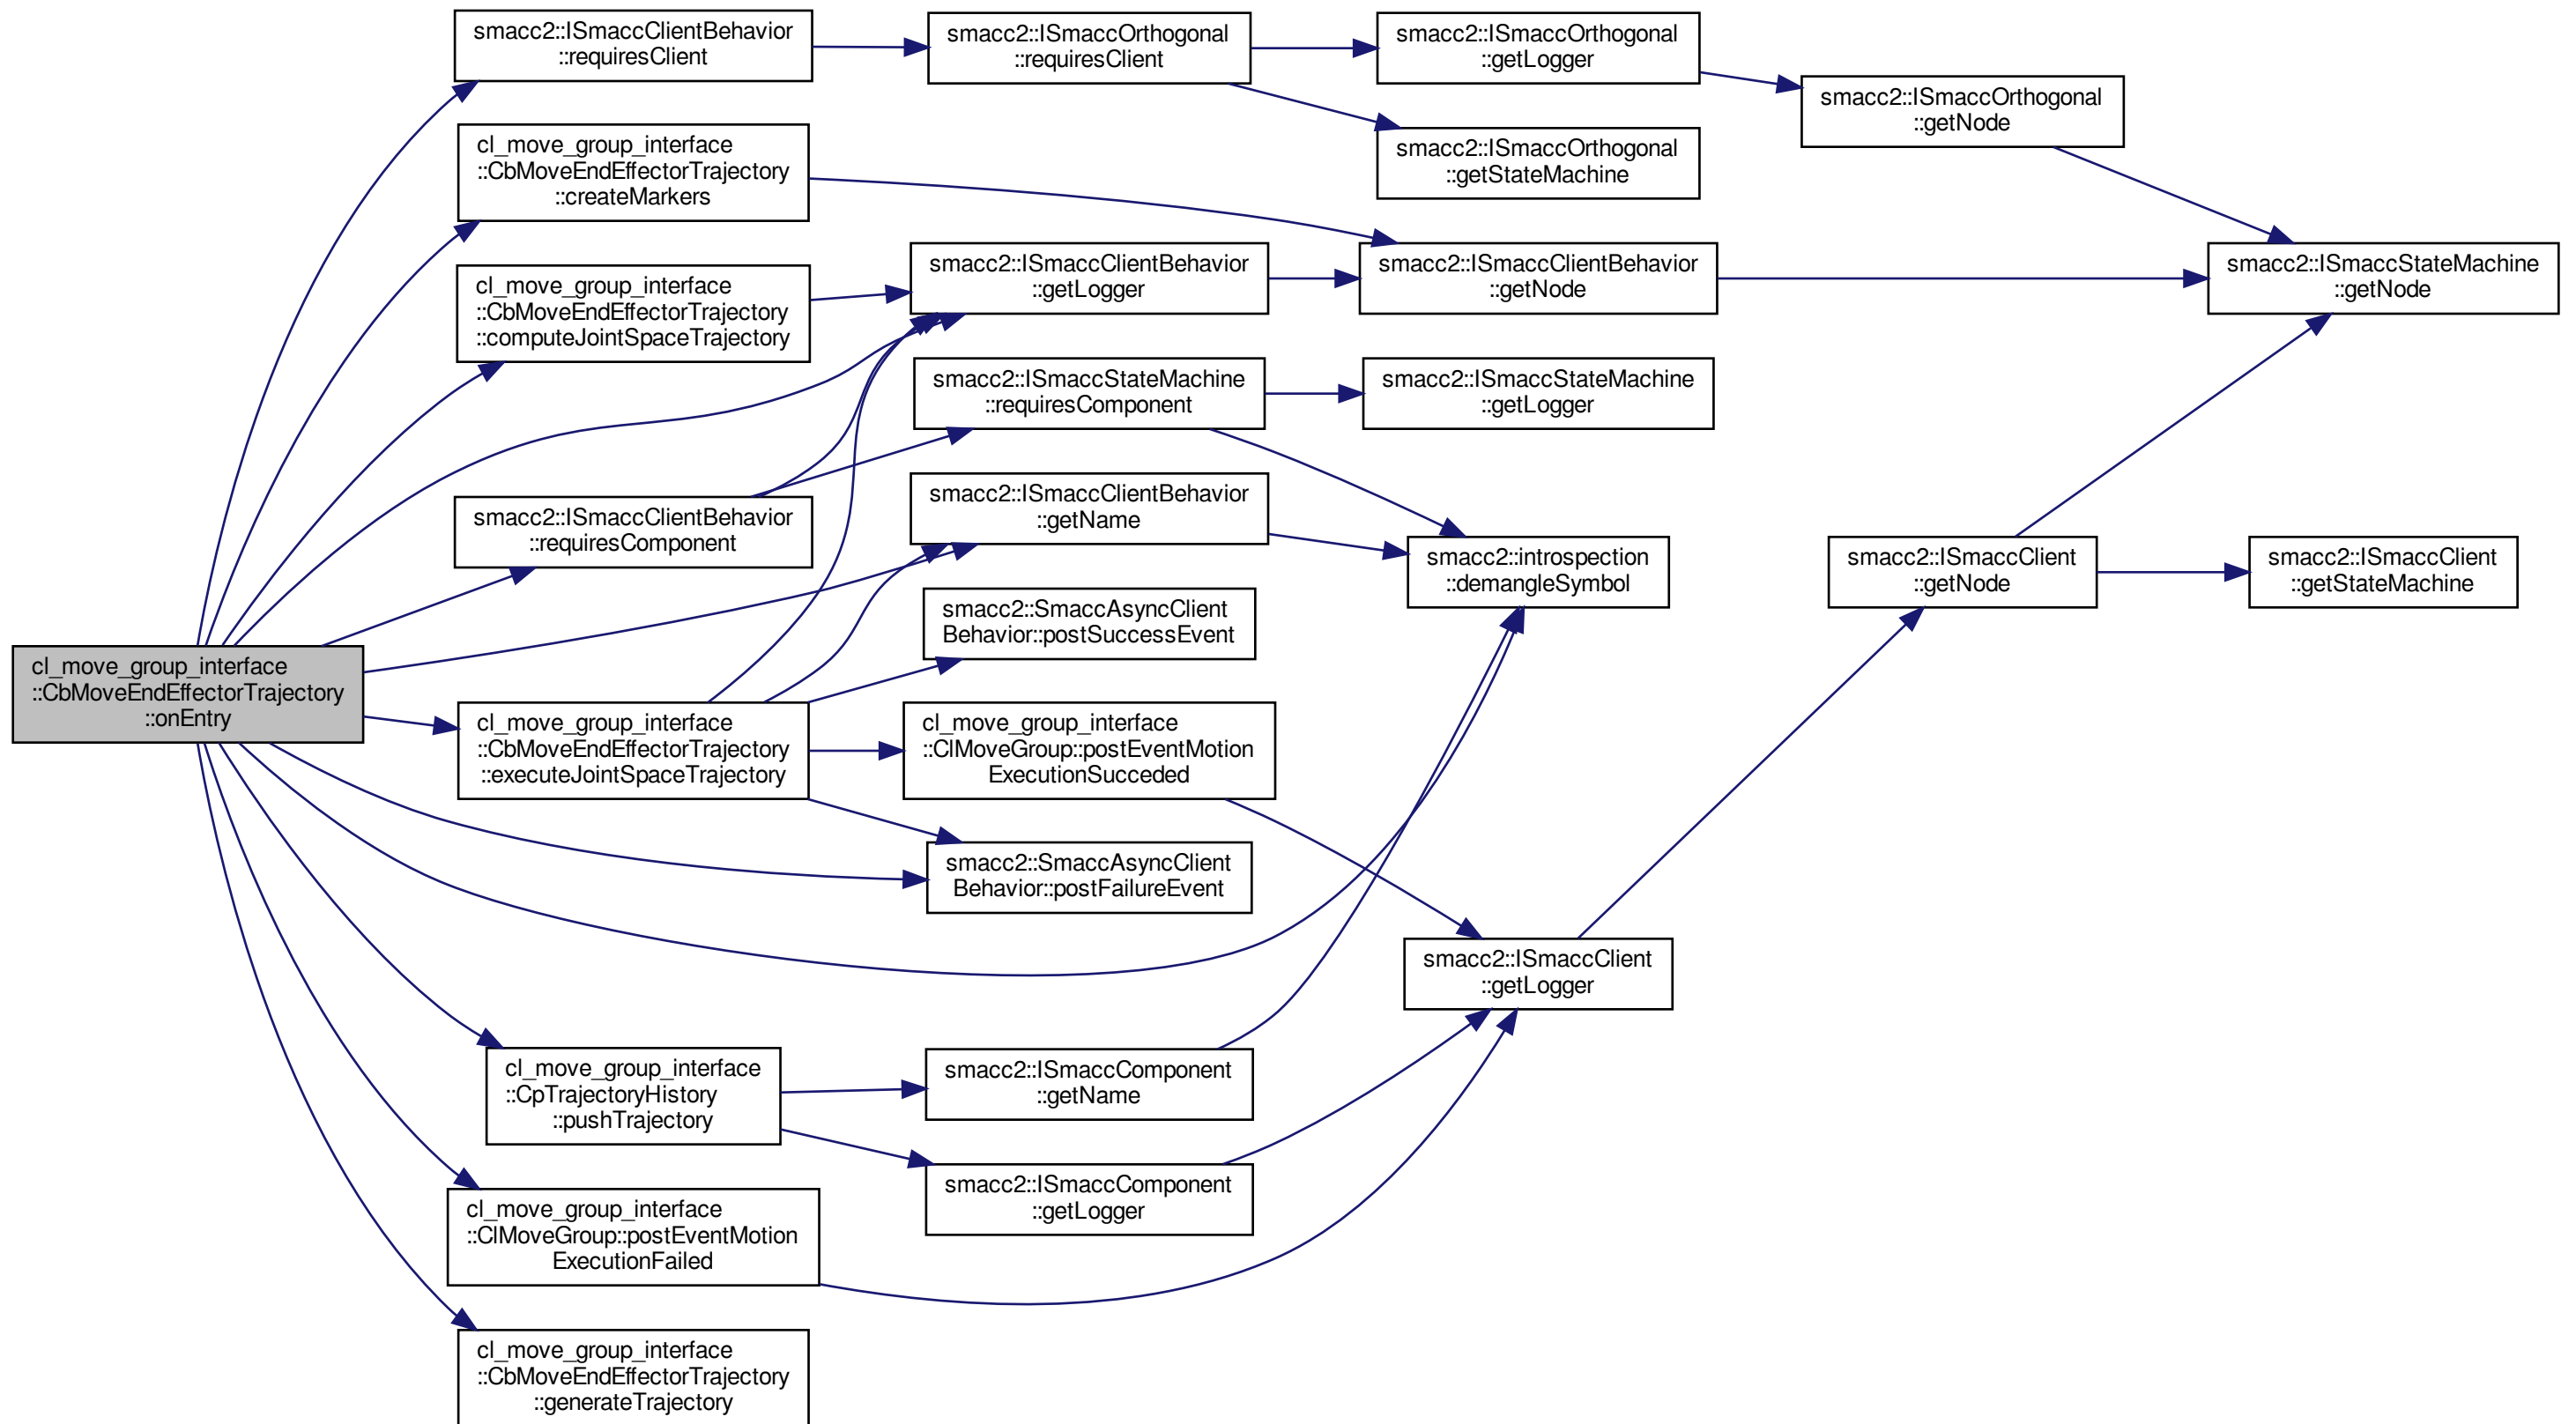 smacc2::ISmaccClientBehavior
::requiresClient
smacc2::ISmaccOrthogonal
::requiresClient
smacc2::ISmaccOrthogonal
::getLogger
smacc2::ISmaccOrthogonal
::getNode
cl_move_group_interface
::CbMoveEndEffectorTrajectory
::createMarkers
smacc2::ISmaccOrthogonal
::getStateMachine
cl_move_group_interface
::CbMoveEndEffectorTrajectory
::computeJointSpaceTrajectory
smacc2::ISmaccClientBehavior
::getLogger
smacc2::ISmaccClientBehavior
::getNode
smacc2::ISmaccStateMachine
::getNode
smacc2::ISmaccStateMachine
::requiresComponent
smacc2::ISmaccStateMachine
::getLogger
smacc2::ISmaccClientBehavior
::requiresComponent
smacc2::ISmaccClientBehavior
::getName
smacc2::introspection
::demangleSymbol
smacc2::ISmaccClient
::getNode
smacc2::ISmaccClient
::getStateMachine
smacc2::SmaccAsyncClient
Behavior::postSuccessEvent
cl_move_group_interface
::CbMoveEndEffectorTrajectory
::onEntry
cl_move_group_interface
::CbMoveEndEffectorTrajectory
::executeJointSpaceTrajectory
cl_move_group_interface
::ClMoveGroup::postEventMotion
ExecutionSucceded
smacc2::SmaccAsyncClient
Behavior::postFailureEvent
smacc2::ISmaccClient
::getLogger
cl_move_group_interface
::CpTrajectoryHistory
::pushTrajectory
smacc2::ISmaccComponent
::getName
smacc2::ISmaccComponent
::getLogger
cl_move_group_interface
::ClMoveGroup::postEventMotion
ExecutionFailed
cl_move_group_interface
::CbMoveEndEffectorTrajectory
::generateTrajectory